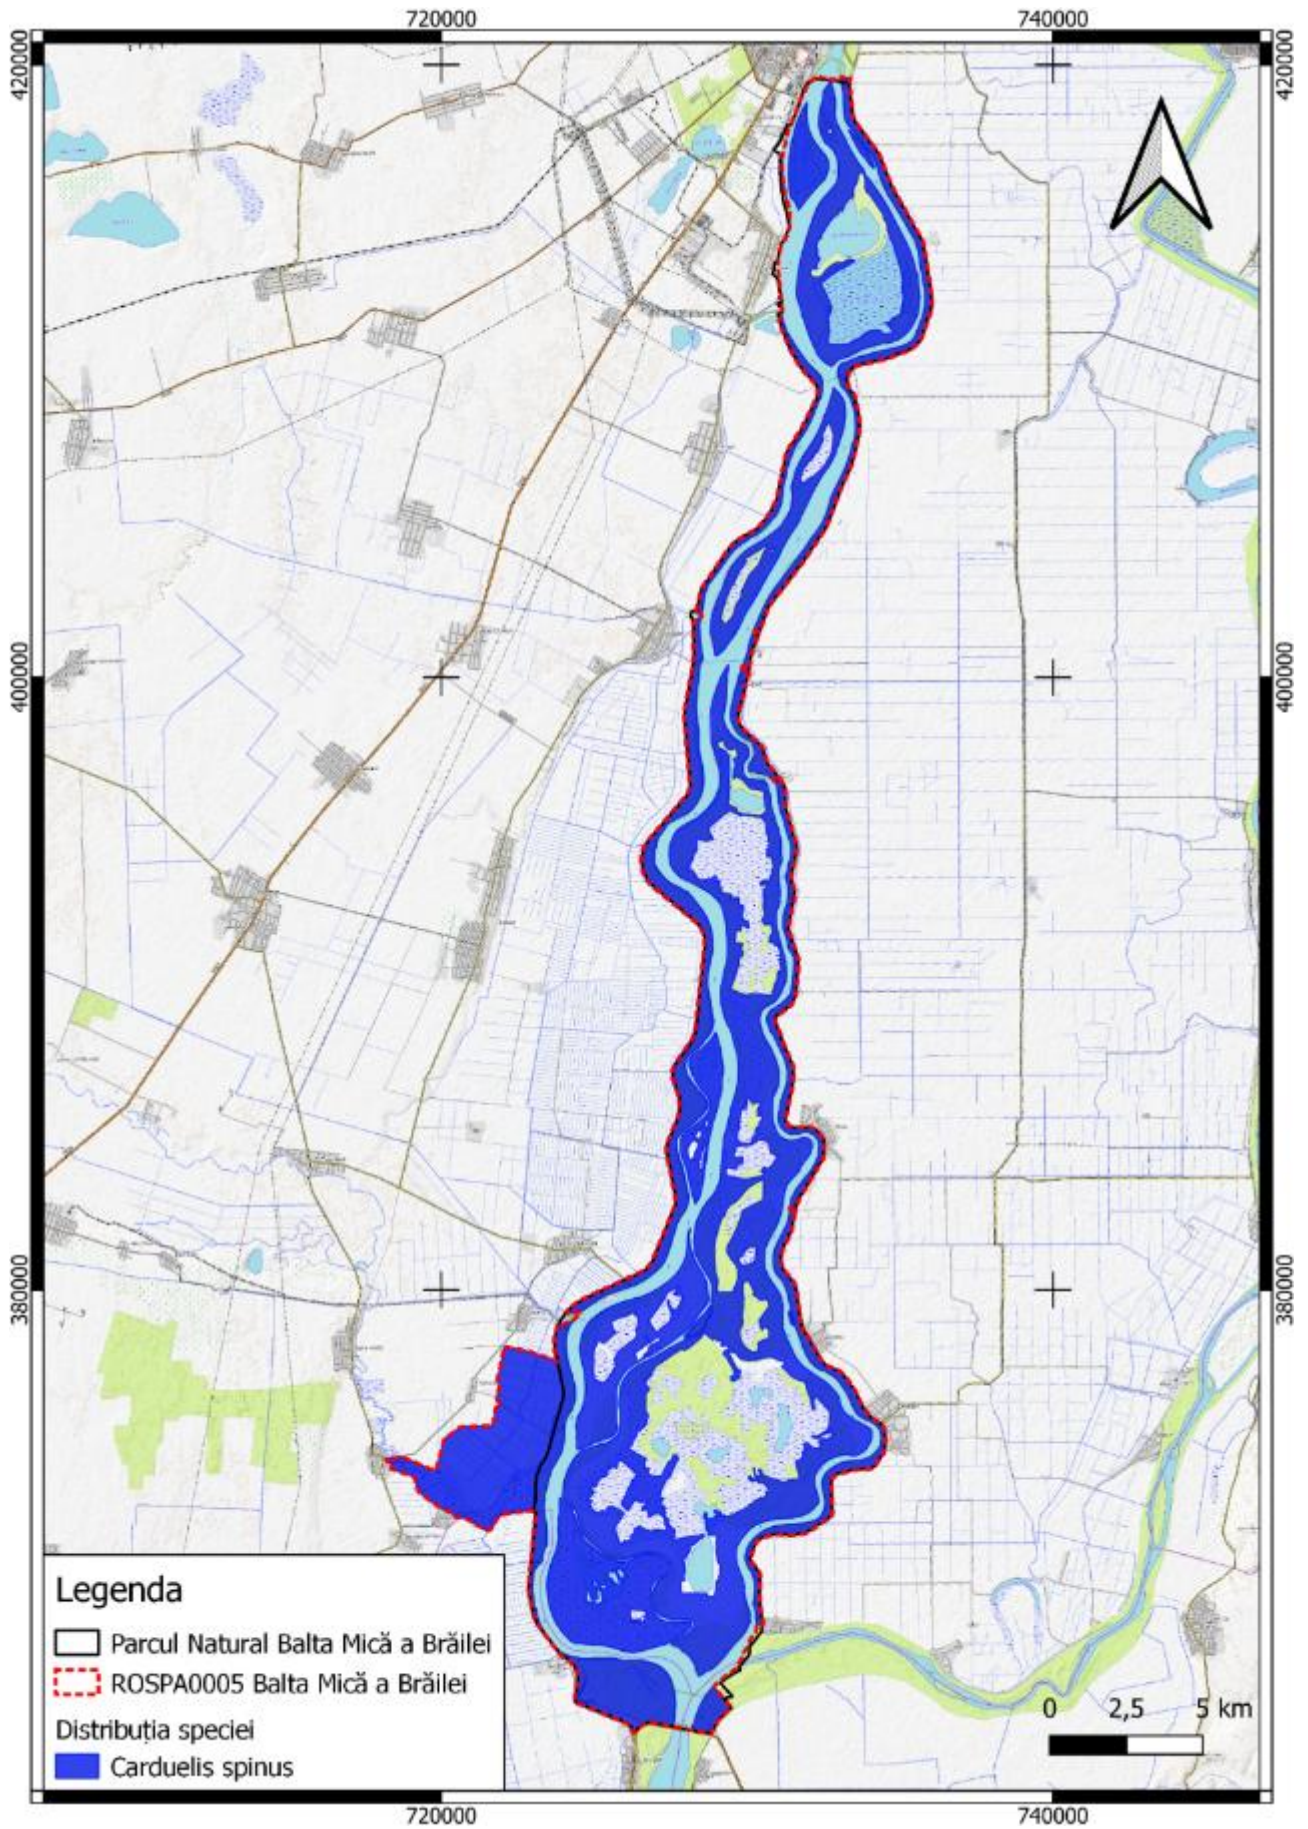 720000 740000
420000 420000
400000 400000
380000 380000
Legenda
Parcul Natural Balta Mică a Brăilei
ROSPA0005 Balta Mică a Brăilei
Distribuția speciei
Carduelis spinus
0 2,5 5 km
720000 740000